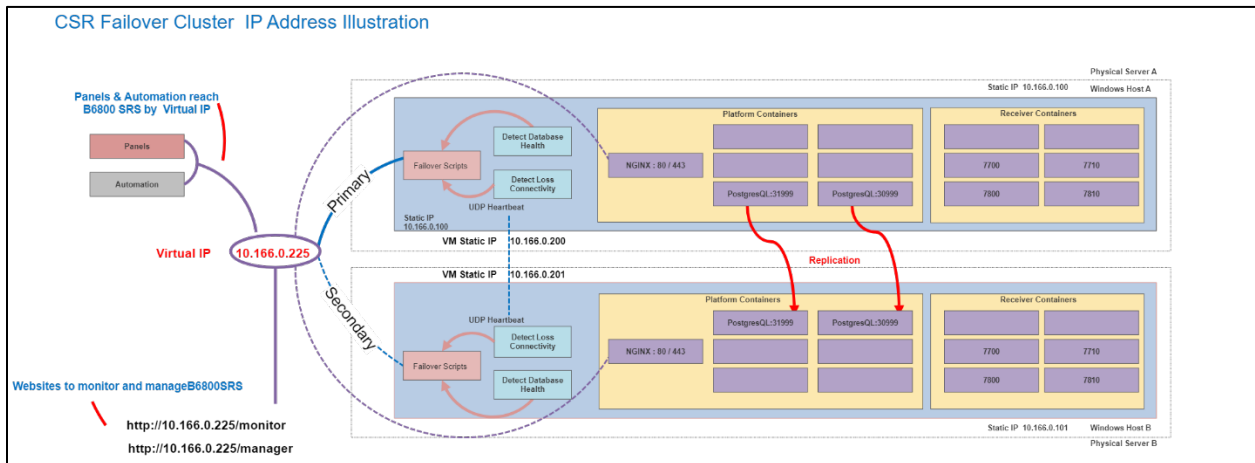 CSR Failover Cluster IP Address Illustration
Physical Server A
Static IP 10.166.0.100 Windows Host A
Panels & Automation reach
B6800 SRS by Virtual IP
Panels
Automation
Virtual IP
10.166.0.225
Primary
Secondary
Failover Scripts
Detect Database
Health
Detect Loss
Connectivity
UDP Heartbeat
Static IP
10.166.0.100
Platform Containers
NGINX : 80 / 443
PostgresQL:31999
PostgresQL:30999
Receiver Containers
7700
7710
7800
7810
VM Static IP 10.166.0.200
Replication
VM Static IP 10.166.0.201
UDP Heartbeat
Detect Loss
Connectivity
Failover Scripts
Detect Database
Health
Platform Containers
PostgresQL:31999
PostgresQL:30999
NGINX : 80 / 443
Receiver Containers
7700
7710
7800
7810
Static IP 10.166.0.101 Windows Host B
Physical Server B
Websites to monitor and manageB6800SRS
http://10.166.0.225/monitor
http://10.166.0.225/manager